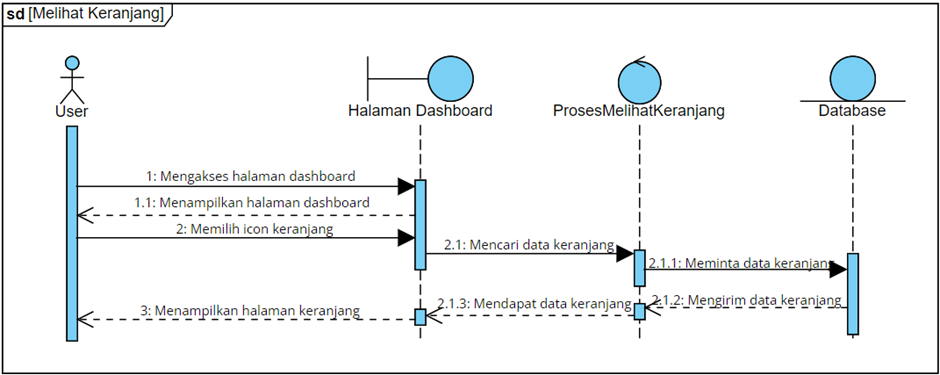 sd [Melihat Keranjang]
User
Halaman Dashboard
ProsesMelihatKeranjang
Database
1: Mengakses halaman dashboard
1.1: Menampilkan halaman dashboard
2: Memilih icon keranjang
2.1: Mencari data keranjang
2.1.1: Meminta data keranjang
2.1.2: Mengirim data keranjang
2.1.3: Mendapat data keranjang
3: Menampilkan halaman keranjang